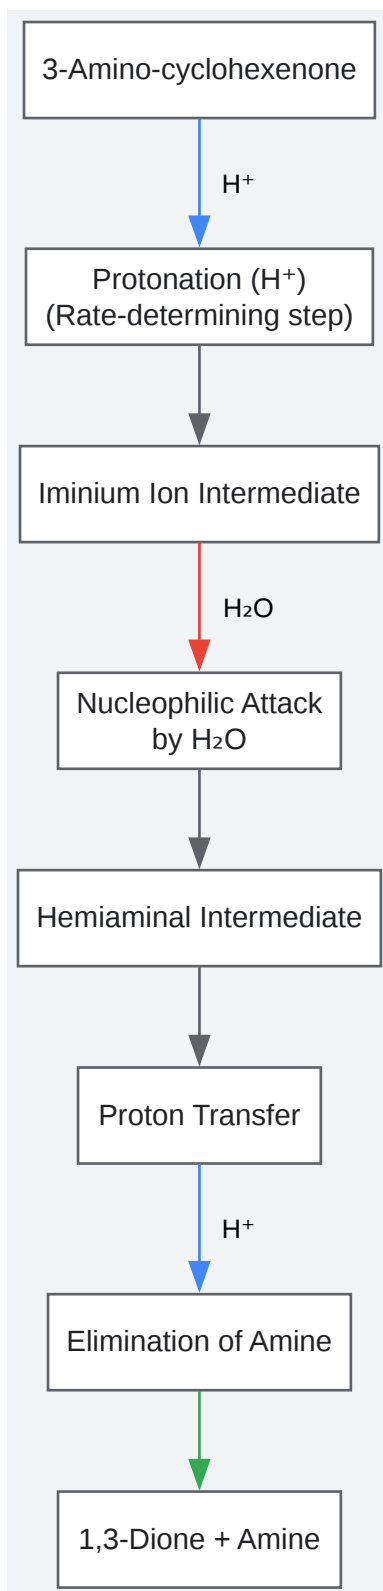 3-Amino-cyclohexenone
H⁺
Protonation (H⁺)
(Rate-determining step)
Iminium Ion Intermediate
H₂O
Nucleophilic Attack
by H₂O
Hemiaminal Intermediate
Proton Transfer
H⁺
Elimination of Amine
1,3-Dione + Amine